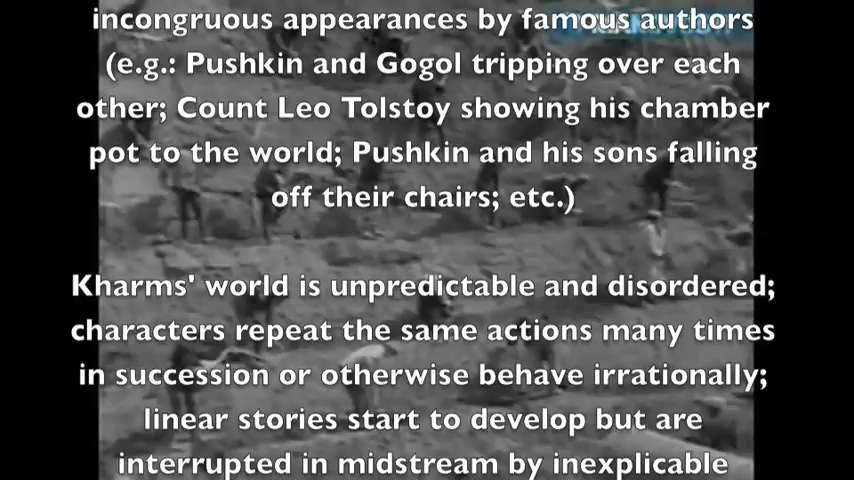 incongruous appearances by famous authors
(e.g.: Pushkin and Gogol tripping over each
other; Count Leo Tolstoy showing his chamber
pot to the world; Pushkin and his sons falling
off their chairs; etc.)
Kharms' world is unpredictable and disordered;
characters repeat the same actions many times
in succession or otherwise behave irrationally;
linear stories start to develop but are
interrupted in midstream by inexplicable